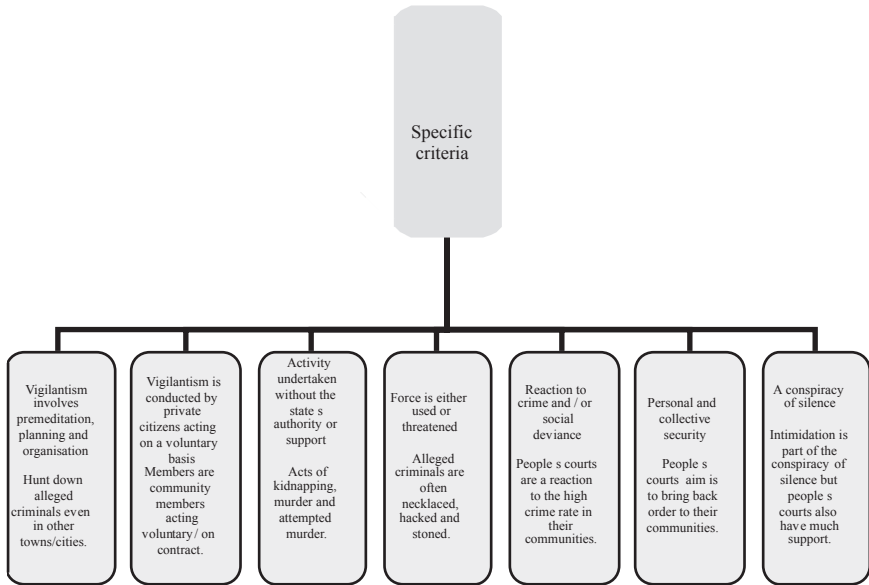 Specific
criteria
Vigilantism
involves
premeditation,
planning and
organisation
Hunt down
alleged
criminals even
in other
towns/cities.
Vigilantism is
conducted by
private
citizens acting
on a voluntary
basis
Members are
community
members
acting
voluntary/ on
contract.
Activity
undertaken
without the
state s
authority or
support
Acts of
kidnapping,
murder and
attempted
murder.
Force is either
used or
threatened
Alleged
criminals are
often
necklaced,
hacked and
stoned.
Reaction to
crime and / or
social
deviance
People s courts
are a reaction
to the high
crime rate in
their
communities.
Personal and
collective
security
People s
courts aim is
to bring back
order to their
communities.
A conspiracy
of silence
Intimidation is
part of the
conspiracy of
silence but
people s
courts also
have much
support.